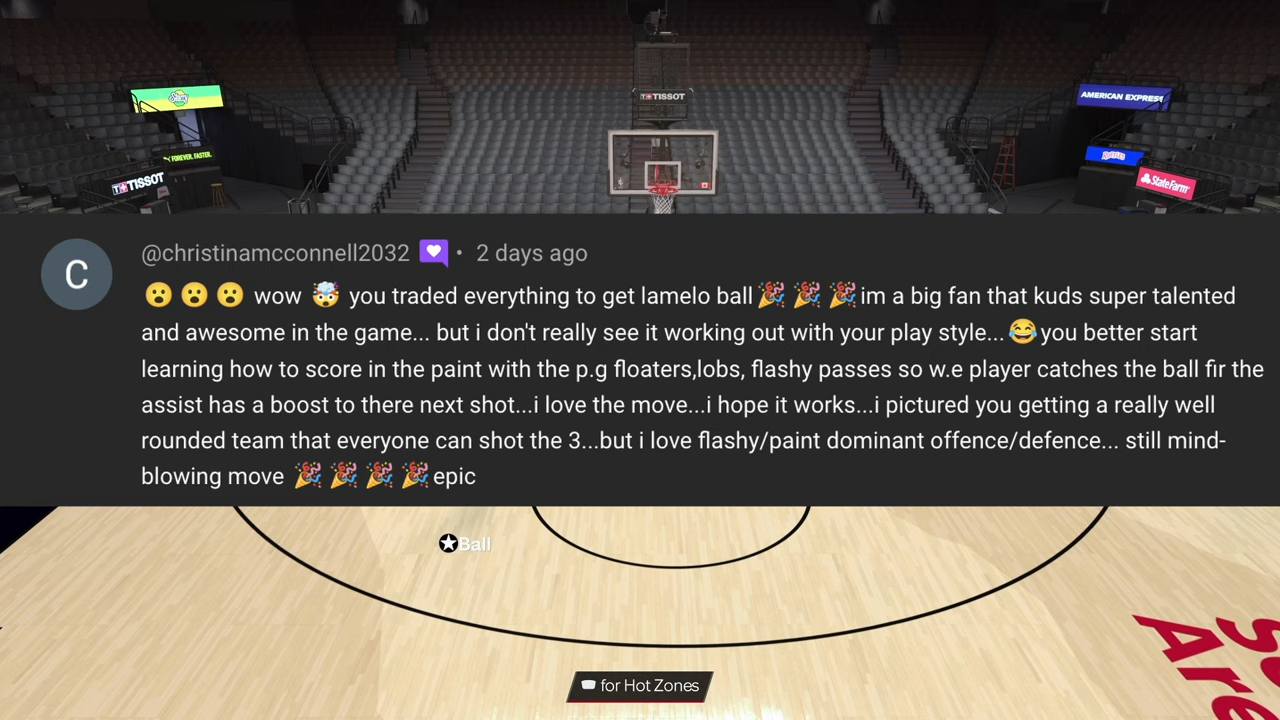 TISSOT
AMERICAN EXPRESS
FOREVER. FASTER.
TISSOT
Ruffles
StateFarm
C
@christinamcconnell2032 • 2 days ago
😮 😮 😮 wow 🤯 you traded everything to get lamelo ball🎉 🎉 🎉im a big fan that kuds super talented
and awesome in the game... but i don't really see it working out with your play style...😂you better start
learning how to score in the paint with the p.g floaters,lobs, flashy passes so w.e player catches the ball fir the
assist has a boost to there next shot...i love the move...i hope it works...i pictured you getting a really well
rounded team that everyone can shot the 3...but i love flashy/paint dominant offence/defence... still mind-
blowing move 🎉 🎉 🎉 🎉epic
Ball
for Hot Zones